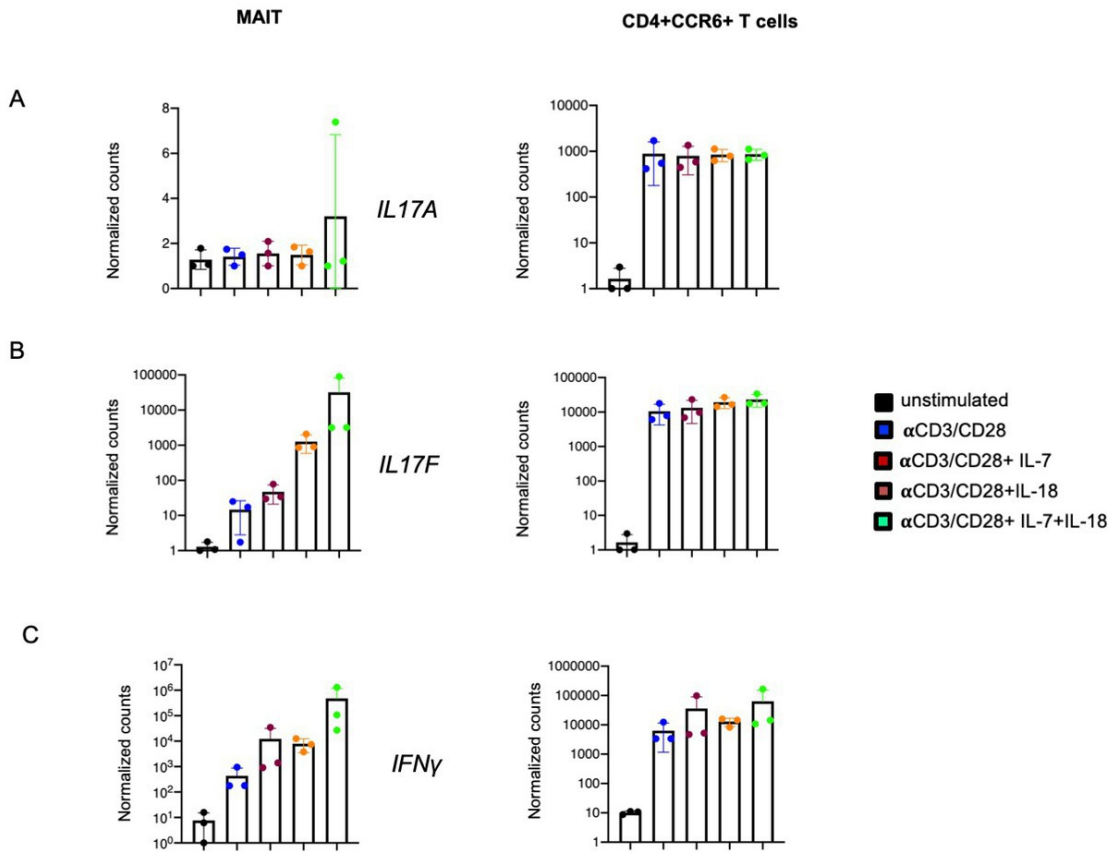 MAIT
CD4+CCR6+ T cells
A
Normalized counts
8
6
4
2
0
IL17A
Normalized counts
10000
1000
100
10
1
B
Normalized counts
100000
10000
1000
100
10
1
IL17F
Normalized counts
100000
10000
1000
100
10
1
unstimulated
αCD3/CD28
αCD3/CD28+ IL-7
αCD3/CD28+IL-18
αCD3/CD28+ IL-7+IL-18
C
Normalized counts
10⁷
10⁶
10⁵
10⁴
10³
10²
10¹
10⁰
IFNγ
Normalized counts
1000000
100000
10000
1000
100
10
1